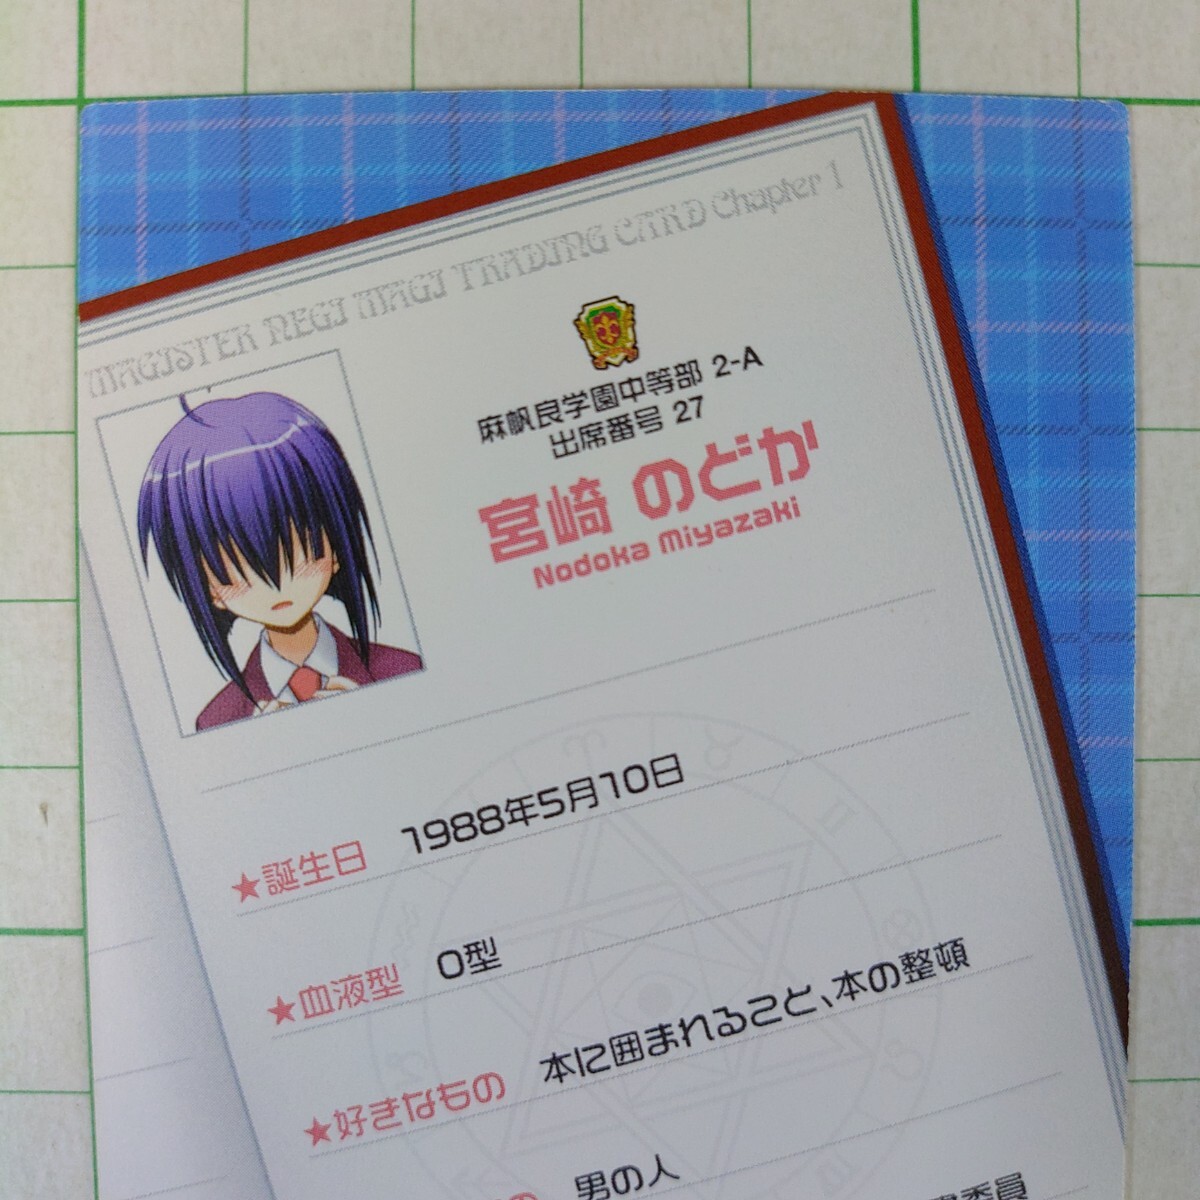 MAGISTER NEGI MAGI TRADING CARD Chapter 1
麻帆良学園中等部 2-A
出席番号 27
宮崎 のどか
Nodoka Miyazaki
★誕生日 1988年5月10日
★血液型 O型
★好きなもの 本に囲まれること、本の整頓
男の人